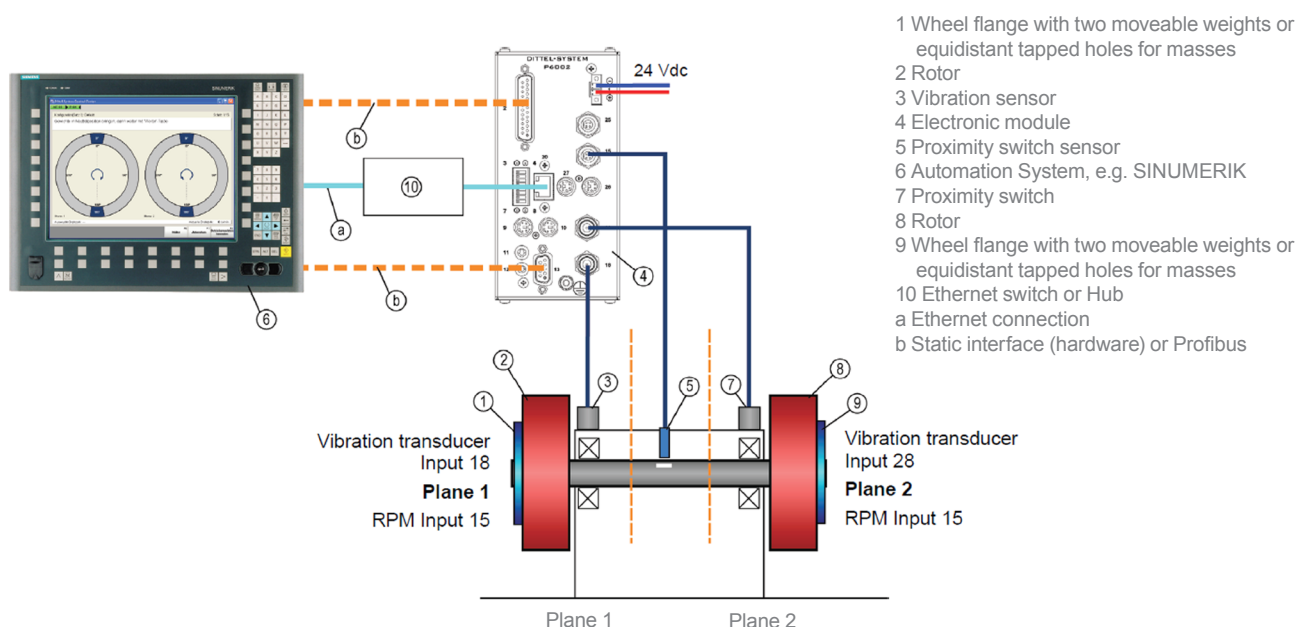 SINUMERIK
DITTEL-SYSTEM
P6002
24 Vdc
25
15
3
4
20
27
29
7
8
9
10
11
13
18
b
10
a
b
4
6
2
3
5
7
8
1
9
Vibration transducer
Input 18
Plane 1
RPM Input 15
Vibration transducer
Input 28
Plane 2
RPM Input 15
Plane 1
Plane 2
1 Wheel flange with two moveable weights or
equidistant tapped holes for masses
2 Rotor
3 Vibration sensor
4 Electronic module
5 Proximity switch sensor
6 Automation System, e.g. SINUMERIK
7 Proximity switch
8 Rotor
9 Wheel flange with two moveable weights or
equidistant tapped holes for masses
10 Ethernet switch or Hub
a Ethernet connection
b Static interface (hardware) or Profibus